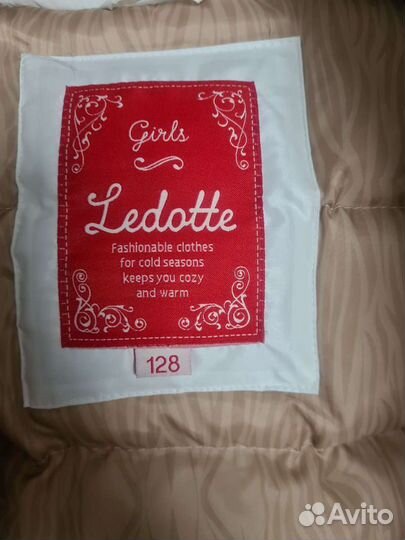 Girls
Ledotte
Fashionable clothes
for cold seasons
keeps you cozy
and warm
128
Avito